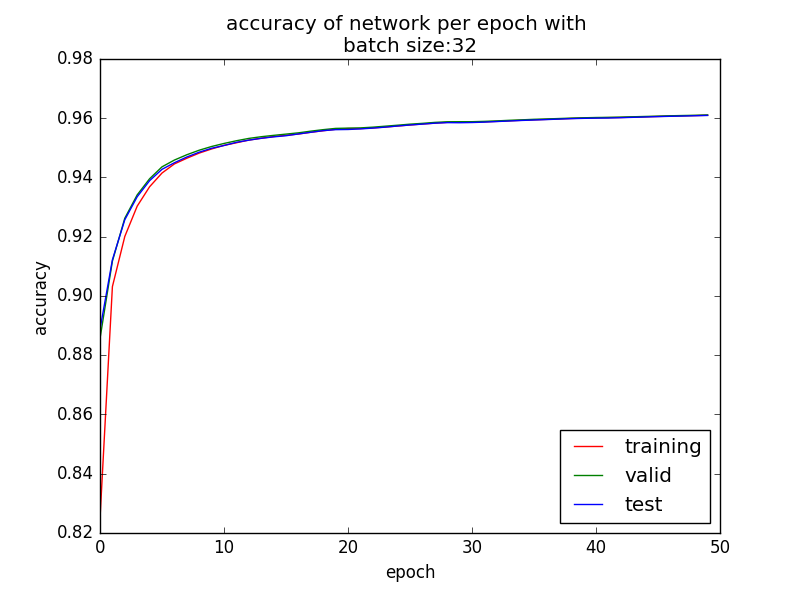 accuracy of network per epoch with
batch size:32
0.98
0.96
0.94
0.92
0.90
0.88
0.86
0.84
0.82
accuracy
training
valid
test
0 10 20 30 40 50
epoch